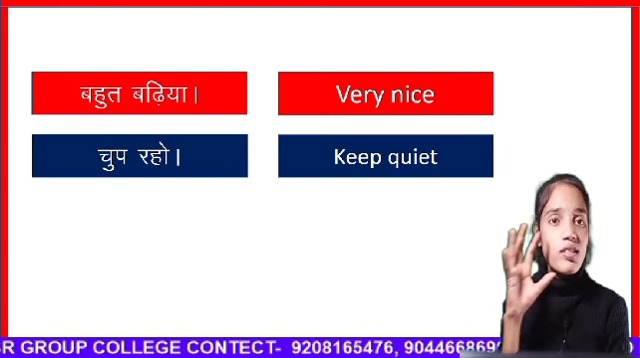 बहुत बढ़िया।
Very nice
चुप रहो।
Keep quiet
GROUP COLLEGE CONTECT- 9208165476,